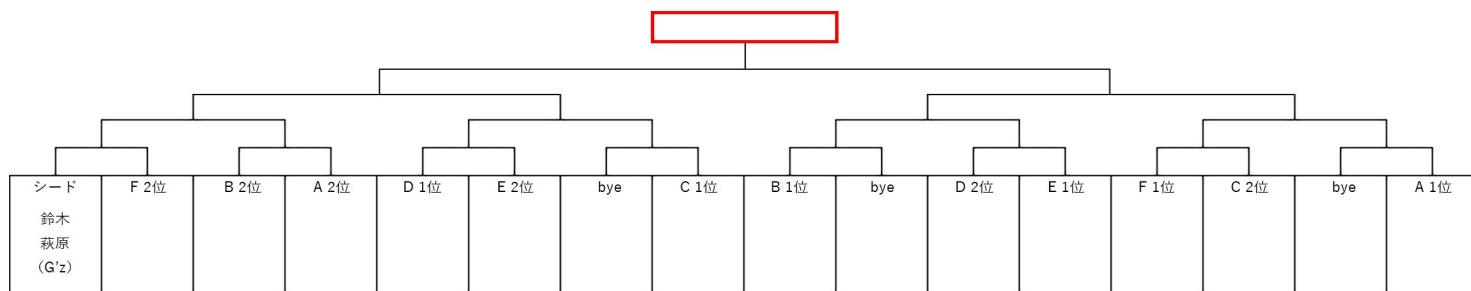 シード
F 2位
B 2位
A 2位
D 1位
E 2位
bye
C 1位
B 1位
bye
D 2位
E 1位
F 1位
C 2位
bye
A 1位
鈴木
萩原
（G'z）